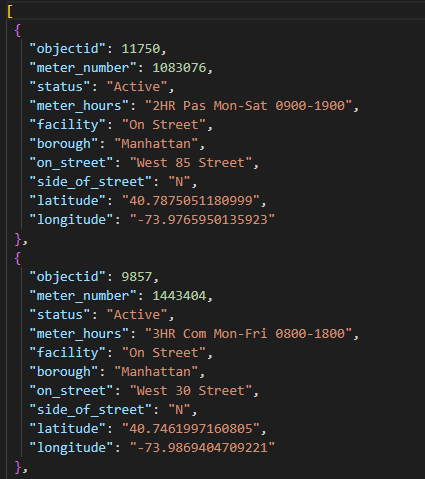 [
{
"objectid": 11750,
"meter_number": 1083076,
"status": "Active",
"meter_hours": "2HR Pas Mon-Sat 0900-1900",
"facility": "On Street",
"borough": "Manhattan",
"on_street": "West 85 Street",
"side_of_street": "N",
"latitude": "40.7875051180999",
"longitude": "-73.9765950135923"
},
{
"objectid": 9857,
"meter_number": 1443404,
"status": "Active",
"meter_hours": "3HR Com Mon-Fri 0800-1800",
"facility": "On Street",
"borough": "Manhattan",
"on_street": "West 30 Street",
"side_of_street": "N",
"latitude": "40.7461997160805",
"longitude": "-73.9869404709221"
},